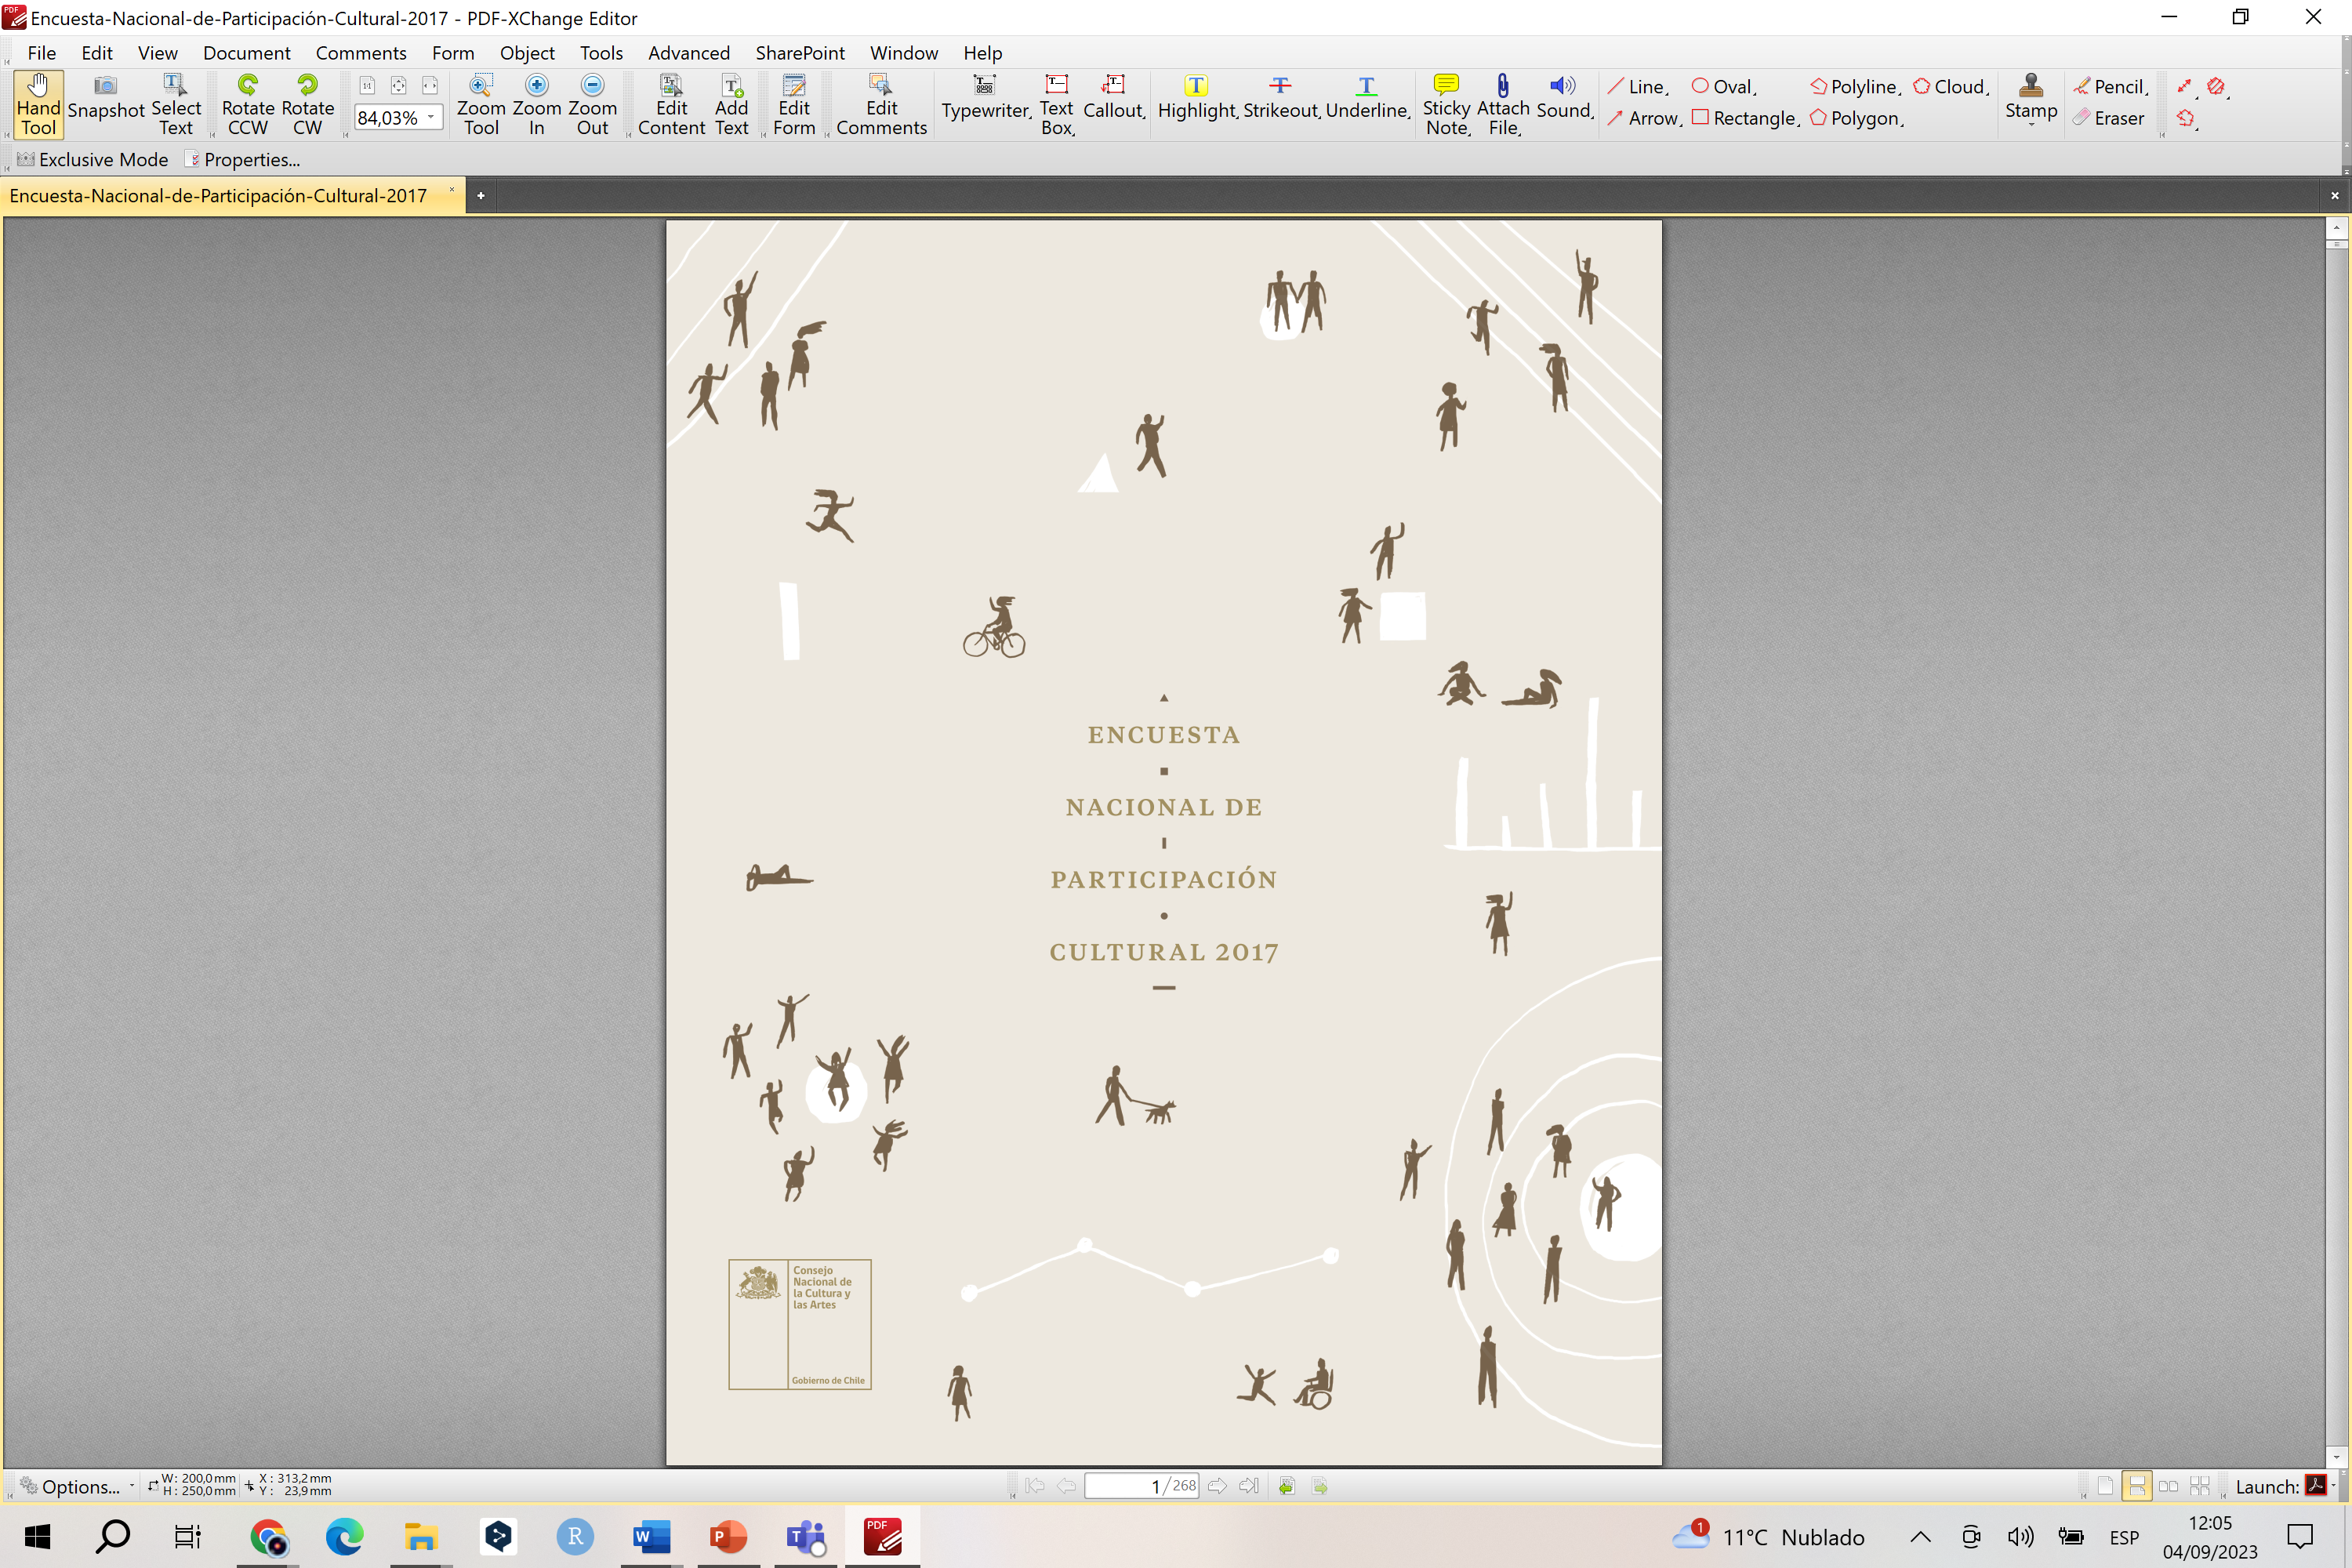 Encuesta-Nacional-de-Participación-Cultural-2017 - PDF-XChange Editor
File Edit View Document Comments Form Object Tools Advanced SharePoint Window Help
Hand Tool
Snapshot
Select Text
Rotate CCW
Rotate CW
84,03%
Zoom Tool
Zoom In
Zoom Out
Edit Content
Add Text
Edit Form
Edit Comments
Typewriter
Text Box
Callout
Highlight
Strikeout
Underline
Sticky Note
Attach File
Sound
Line Oval Polyline Cloud
Arrow Rectangle Polygon
Stamp
Pencil
Eraser
Exclusive Mode Properties...
Encuesta-Nacional-de-Participación-Cultural-2017
ENCUESTA
NACIONAL DE
PARTICIPACIÓN
CULTURAL 2017
Consejo
Nacional de
la Cultura y
las Artes
Gobierno de Chile
Options...
W: 200,0 mm
H: 250,0 mm
X: 313,2 mm
Y: 23,9 mm
1/268
Launch:
1
11°C Nublado
ESP
12:05
04/09/2023